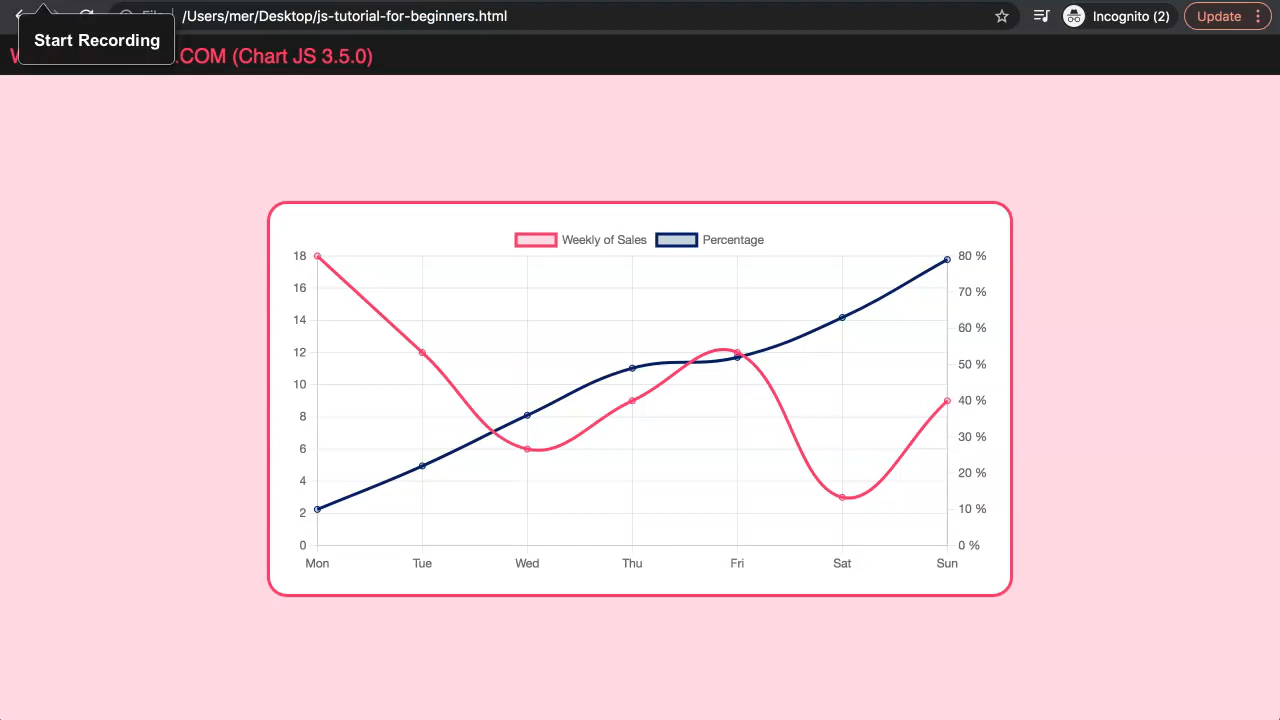 /Users/mer/Desktop/js-tutorial-for-beginners.html
Incognito (2)
Update
Start Recording
.COM (Chart JS 3.5.0)
Weekly of Sales
Percentage
18
16
14
12
10
8
6
4
2
0
80 %
70 %
60 %
50 %
40 %
30 %
20 %
10 %
0 %
Mon Tue Wed Thu Fri Sat Sun